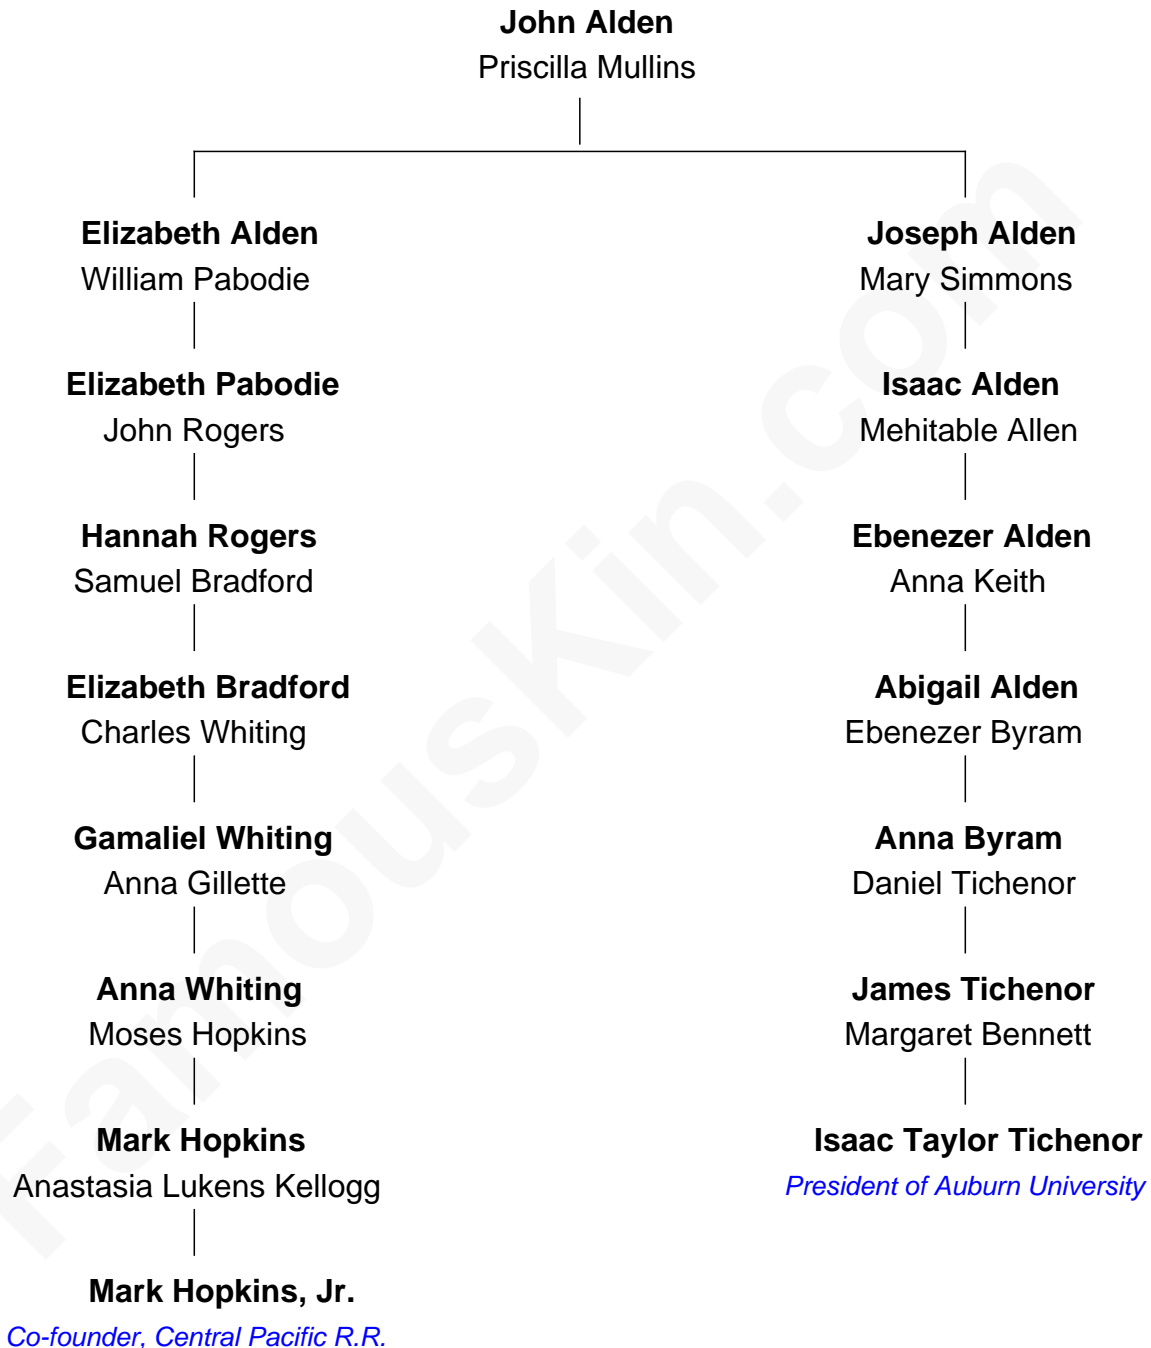 John Alden
Priscilla Mullins
Elizabeth Alden
William Pabodie
Joseph Alden
Mary Simmons
Elizabeth Pabodie
John Rogers
Isaac Alden
Mehitable Allen
Hannah Rogers
Samuel Bradford
Ebenezer Alden
Anna Keith
Elizabeth Bradford
Charles Whiting
Abigail Alden
Ebenezer Byram
Gamaliel Whiting
Anna Gillette
Anna Byram
Daniel Tichenor
Anna Whiting
Moses Hopkins
James Tichenor
Margaret Bennett
Mark Hopkins
Anastasia Lukens Kellogg
Isaac Taylor Tichenor
President of Auburn University
Mark Hopkins, Jr.
Co-founder, Central Pacific R.R.
FamousKin.com